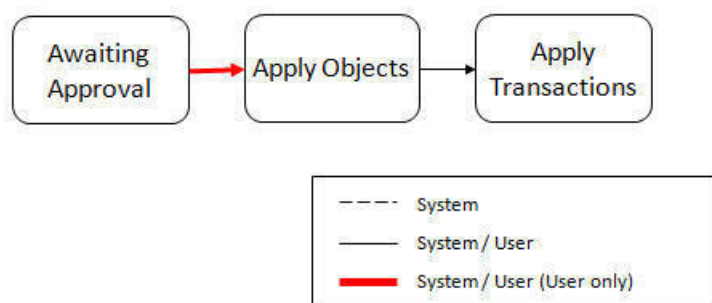 Awaiting
Approval
Apply Objects
Apply
Transactions
System
System / User
System / User (User only)